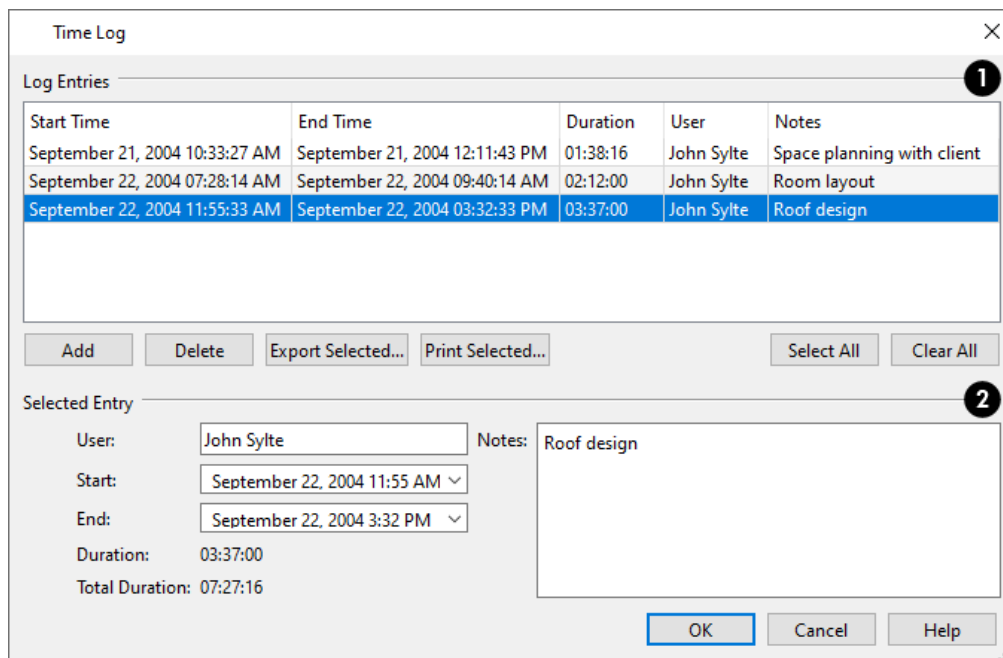 Time Log
Log Entries 1
Start Time End Time Duration User Notes
September 21, 2004 10:33:27 AM September 21, 2004 12:11:43 PM 01:38:16 John Sylte Space planning with client
September 22, 2004 07:28:14 AM September 22, 2004 09:40:14 AM 02:12:00 John Sylte Room layout
September 22, 2004 11:55:33 AM September 22, 2004 03:32:33 PM 03:37:00 John Sylte Roof design
Add Delete Export Selected... Print Selected... Select All Clear All
Selected Entry 2
User: John Sylte Notes: Roof design
Start: September 22, 2004 11:55 AM
End: September 22, 2004 3:32 PM
Duration: 03:37:00
Total Duration: 07:27:16
OK Cancel Help